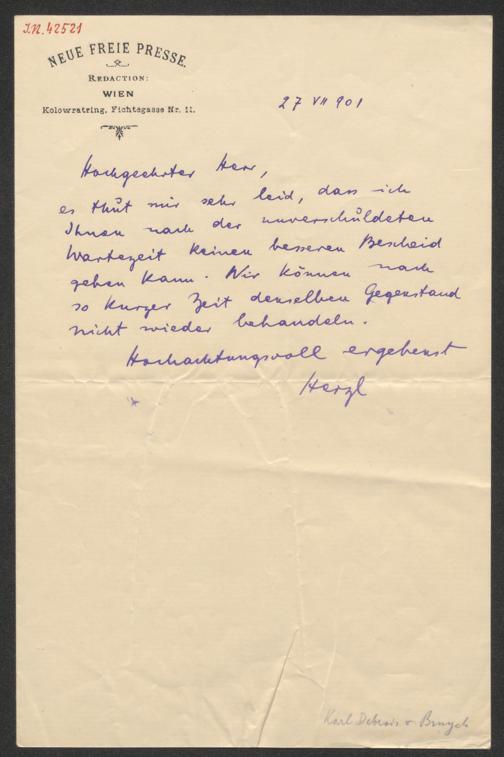 I.N. 42521
NEUE FREIE PRESSE.
REDACTION:
WIEN
Kolowratring, Fichtegasse Nr. 11.
27 VII 901
Hochgeehrter Herr,
es thut mir sehr leid, dass ich
Ihnen nach der unverschuldeten
Wartezeit keinen besseren Bescheid
geben kann. Wir können nach
so kurzer Zeit denselben Gegenstand
nicht wieder behandeln.
Hochachtungsvoll ergebenst
Herzl
Karl Debrois v. Bruyck